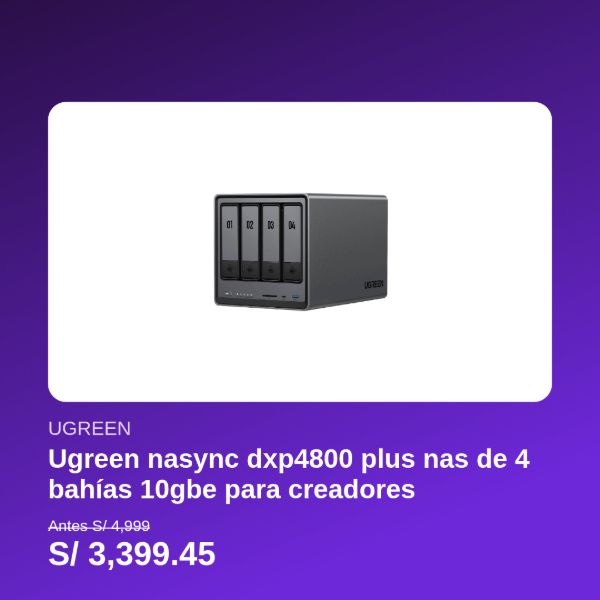 01 02 03 04
UGREEN
UGREEN
Ugreen nasync dxp4800 plus nas de 4
bahías 10gbe para creadores
Antes S/ 4,999
S/ 3,399.45